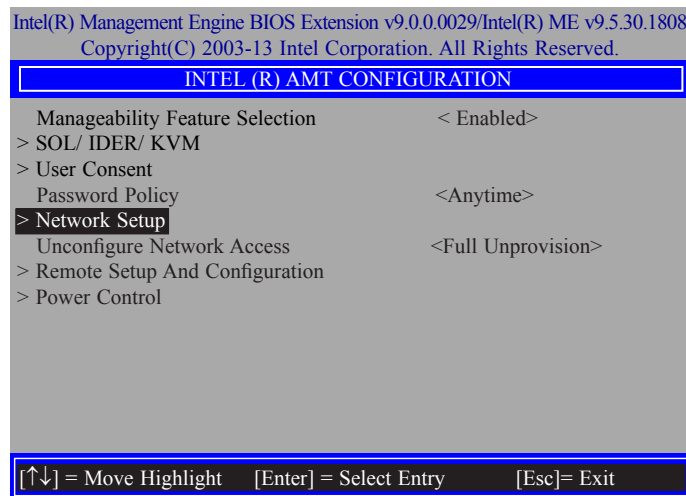 Intel(R) Management Engine BIOS Extension v9.0.0.0029/Intel(R) ME v9.5.30.1808
Copyright(C) 2003-13 Intel Corporation. All Rights Reserved.
INTEL (R) AMT CONFIGURATION
Manageability Feature Selection < Enabled>
> SOL/ IDER/ KVM
> User Consent
Password Policy <Anytime>
> Network Setup
Unconfigure Network Access <Full Unprovision>
> Remote Setup And Configuration
> Power Control
[↑↓] = Move Highlight [Enter] = Select Entry [Esc]= Exit